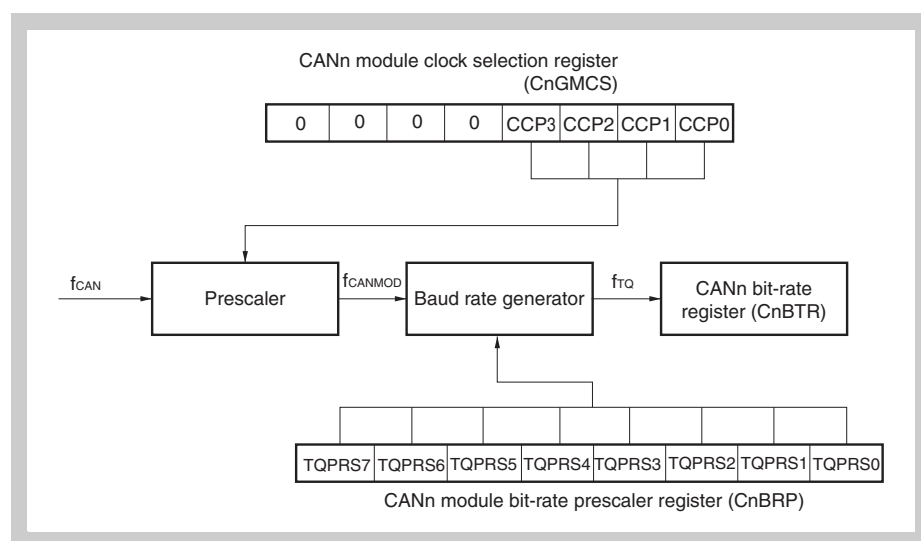 CANn module clock selection register
(CnGMCS)
0 0 0 0 CCP3 CCP2 CCP1 CCP0
fCAN
Prescaler
fCANMOD
Baud rate generator
fTQ
CANn bit-rate
register (CnBTR)
TQPRS7 TQPRS6 TQPRS5 TQPRS4 TQPRS3 TQPRS2 TQPRS1 TQPRS0
CANn module bit-rate prescaler register (CnBRP)